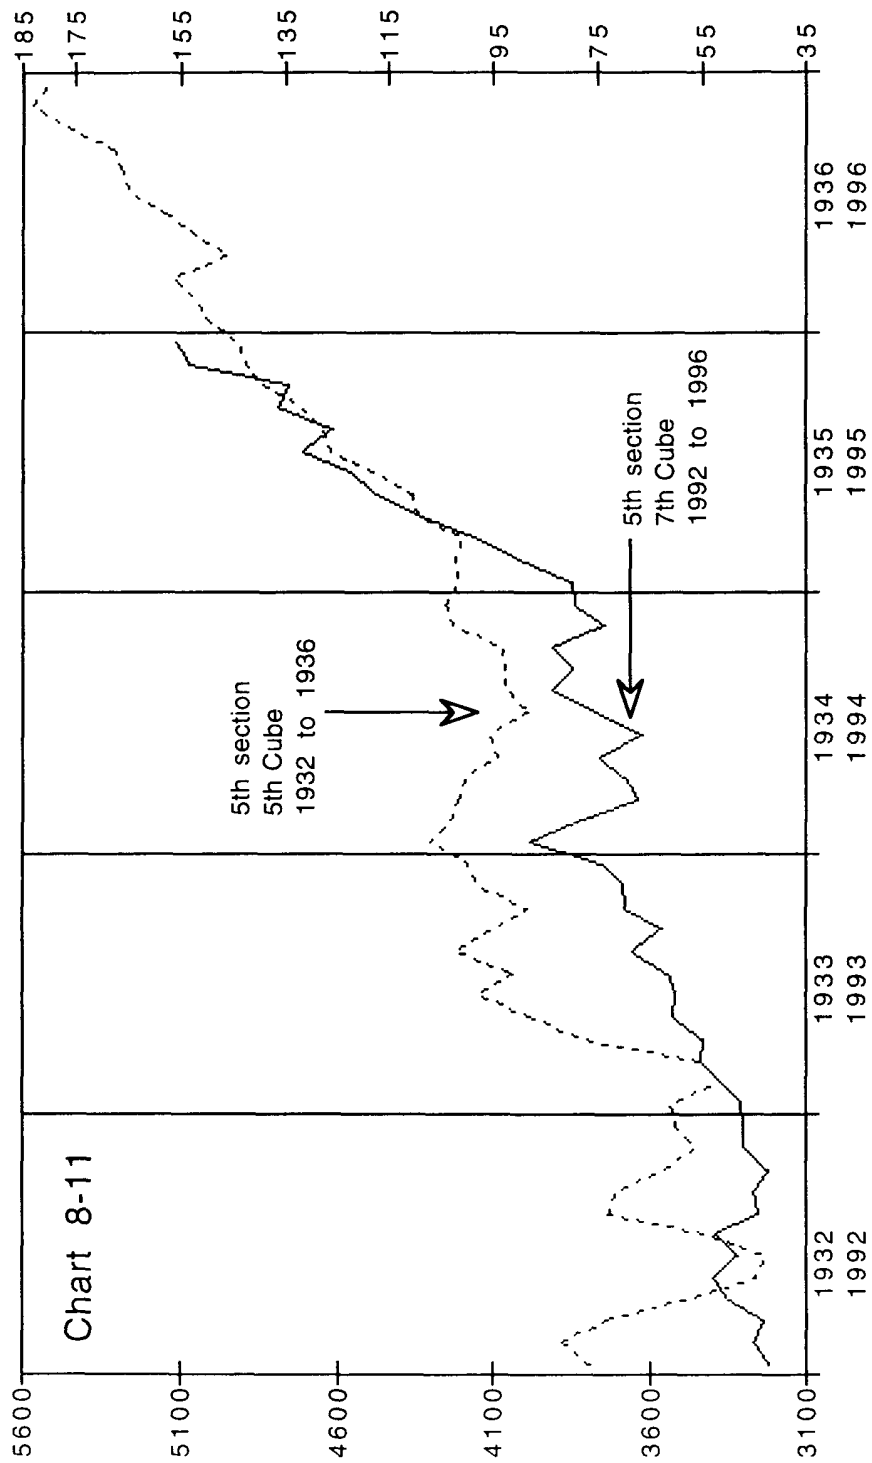 Chart 8-11
5600
5100
4600
4100
3600
3100
185
175
155
135
115
95
75
55
35
5th section
5th Cube
1932 to 1936
5th section
7th Cube
1992 to 1996
1932 1933 1934 1935 1936
1992 1993 1994 1995 1996